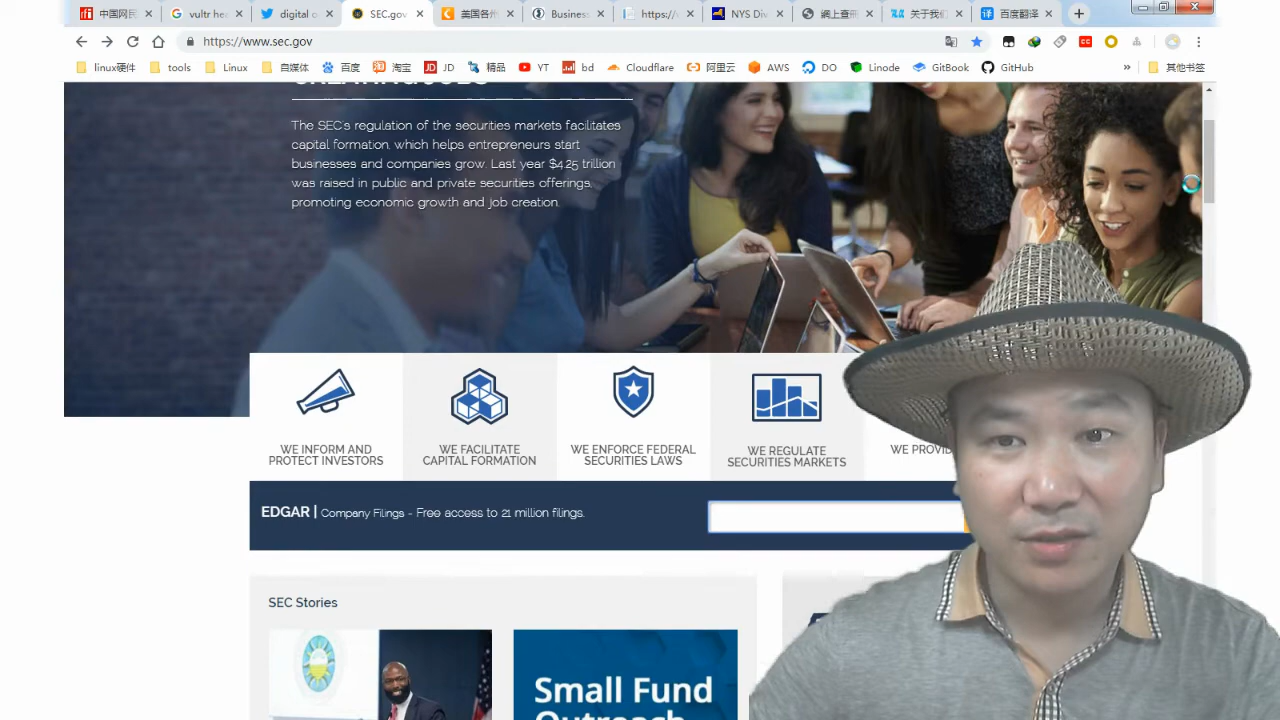 中国网民
vultr hea
digital oc
SEC.gov
美国各州
Business
https://w
NYS Div
網上查冊
关于我们
百度翻译
https://www.sec.gov
linux硬件
tools
Linux
自媒体
百度
淘宝
JD
精品
YT
bd
Cloudflare
阿里云
AWS
DO
Linode
GitBook
GitHub
»
其他书签
The SEC's regulation of the securities markets facilitates
capital formation, which helps entrepreneurs start
businesses and companies grow. Last year $4.25 trillion
was raised in public and private securities offerings,
promoting economic growth and job creation.
WE INFORM AND
PROTECT INVESTORS
WE FACILITATE
CAPITAL FORMATION
WE ENFORCE FEDERAL
SECURITIES LAWS
WE REGULATE
SECURITIES MARKETS
WE PROVID
EDGAR | Company Filings - Free access to 21 million filings.
SEC Stories
Small Fund
Outreach